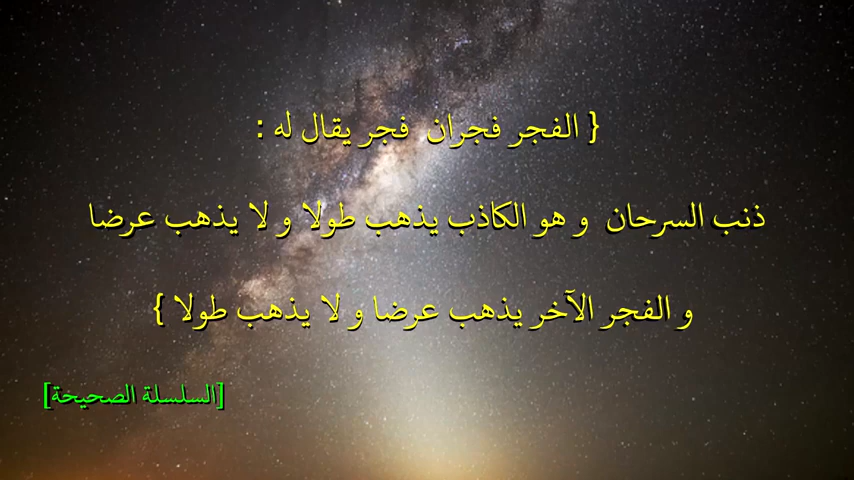 { الفجر فجران فجر يقال له :
ذنب السرحان و هو الكاذب يذهب طولا و لا يذهب عرضا
و الفجر الآخر يذهب عرضا و لا يذهب طولا }
[السلسلة الصحيحة]